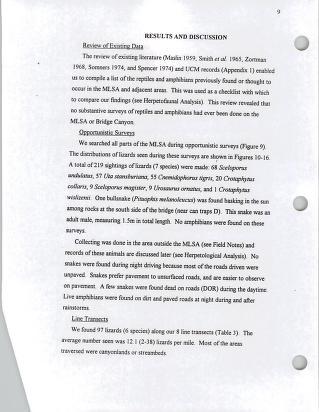 9
RESULTS AND DISCUSSION
Review of Existing Data
The review of existing literature (Maslin 1959, Smith et al. 1965, Zortman
1968, Somners 1974, and Spencer 1974) and UCM records (Appendix 1) enabled
us to compile a list of the reptiles and amphibians previously found or thought to
occur in the MLSA and adjacent areas. This was used as a checklist with which
to compare our findings (see Herpetofaunal Analysis). This review revealed that
no substantive surveys of reptiles and amphibians had ever been done on the
MLSA or Bridge Canyon.
Opportunistic Surveys
We searched all parts of the MLSA during opportunistic surveys (Figure 9).
The distributions of lizards seen during these surveys are shown in Figures 10-16.
A total of 219 sightings of lizards (7 species) were made: 68 Sceloporus
undulatus, 57 Uta stansburiana, 55 Cnemidophorus tigris, 20 Crotaphytus
collaris, 9 Sceloporus magister, 9 Urosaurus ornatus, and 1 Crotaphytus
wislizenii. One bullsnake (Pituophis melanoleucus) was found basking in the sun
among rocks at the south side of the bridge (near can traps D). This snake was an
adult male, measuring 1.5m in total length. No amphibians were found on these
surveys.
Collecting was done in the area outside the MLSA (see Field Notes) and
records of these animals are discussed later (see Herpetological Analysis). No
snakes were found during night driving because most of the roads driven were
unpaved. Snakes prefer pavement to unsurfaced roads, and are easier to observe
on pavement. A few snakes were found dead on roads (DOR) during the daytime.
Live amphibians were found on dirt and paved roads at night during and after
rainstorms.
Line Transects
We found 97 lizards (6 species) along our 8 line transects (Table 3). The
average number seen was 12.1 (2-38) lizards per mile. Most of the areas
traversed were canyonlands or streambeds.